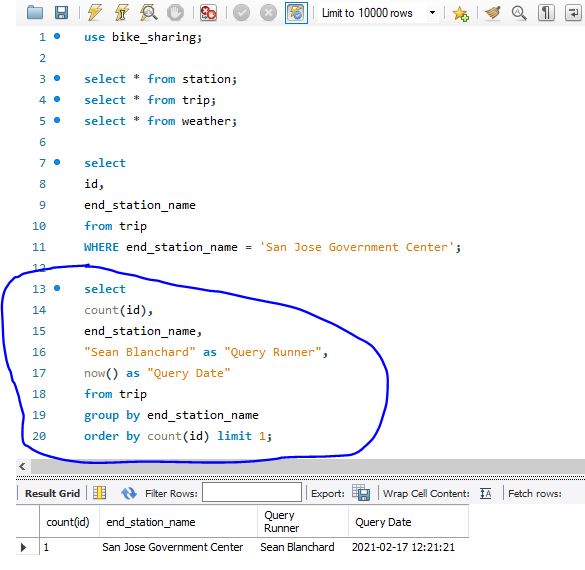 Limit to 10000 rows
1 use bike_sharing;
2
3 select * from station;
4 select * from trip;
5 select * from weather;
6
7 select
8 id,
9 end_station_name
10 from trip
11 WHERE end_station_name = 'San Jose Government Center';
12
13 select
14 count(id),
15 end_station_name,
16 "Sean Blanchard" as "Query Runner",
17 now() as "Query Date"
18 from trip
19 group by end_station_name
20 order by count(id) limit 1;
Result Grid Filter Rows: Export: Wrap Cell Content: Fetch rows:
count(id) end_station_name Query Runner Query Date
1 San Jose Government Center Sean Blanchard 2021-02-17 12:21:21